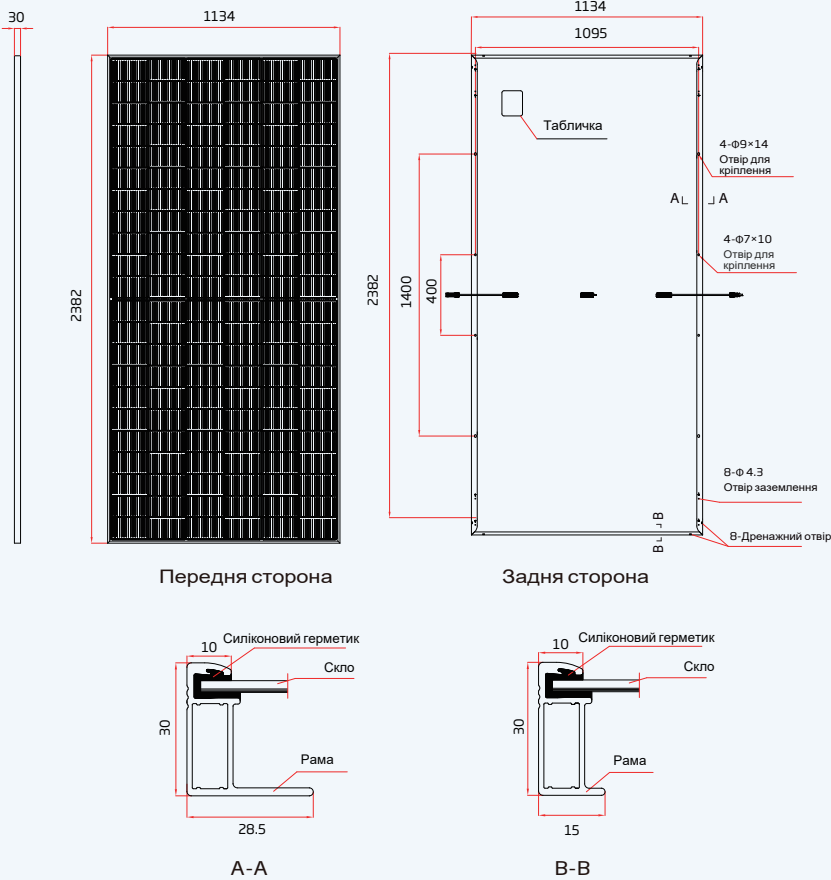 30
1134
2382
Передня сторона
1134
1095
Табличка
4-Ф9×14
Отвір для
кріплення
A
A
4-Ф7×10
Отвір для
кріплення
2382
1400
400
8-Ф 4.3
Отвір заземлення
B
B
8-Дренажний отвір
Задня сторона
10
Силіконовий герметик
Скло
30
Рама
28.5
A-A
10
Силіконовий герметик
Скло
30
Рама
15
B-B